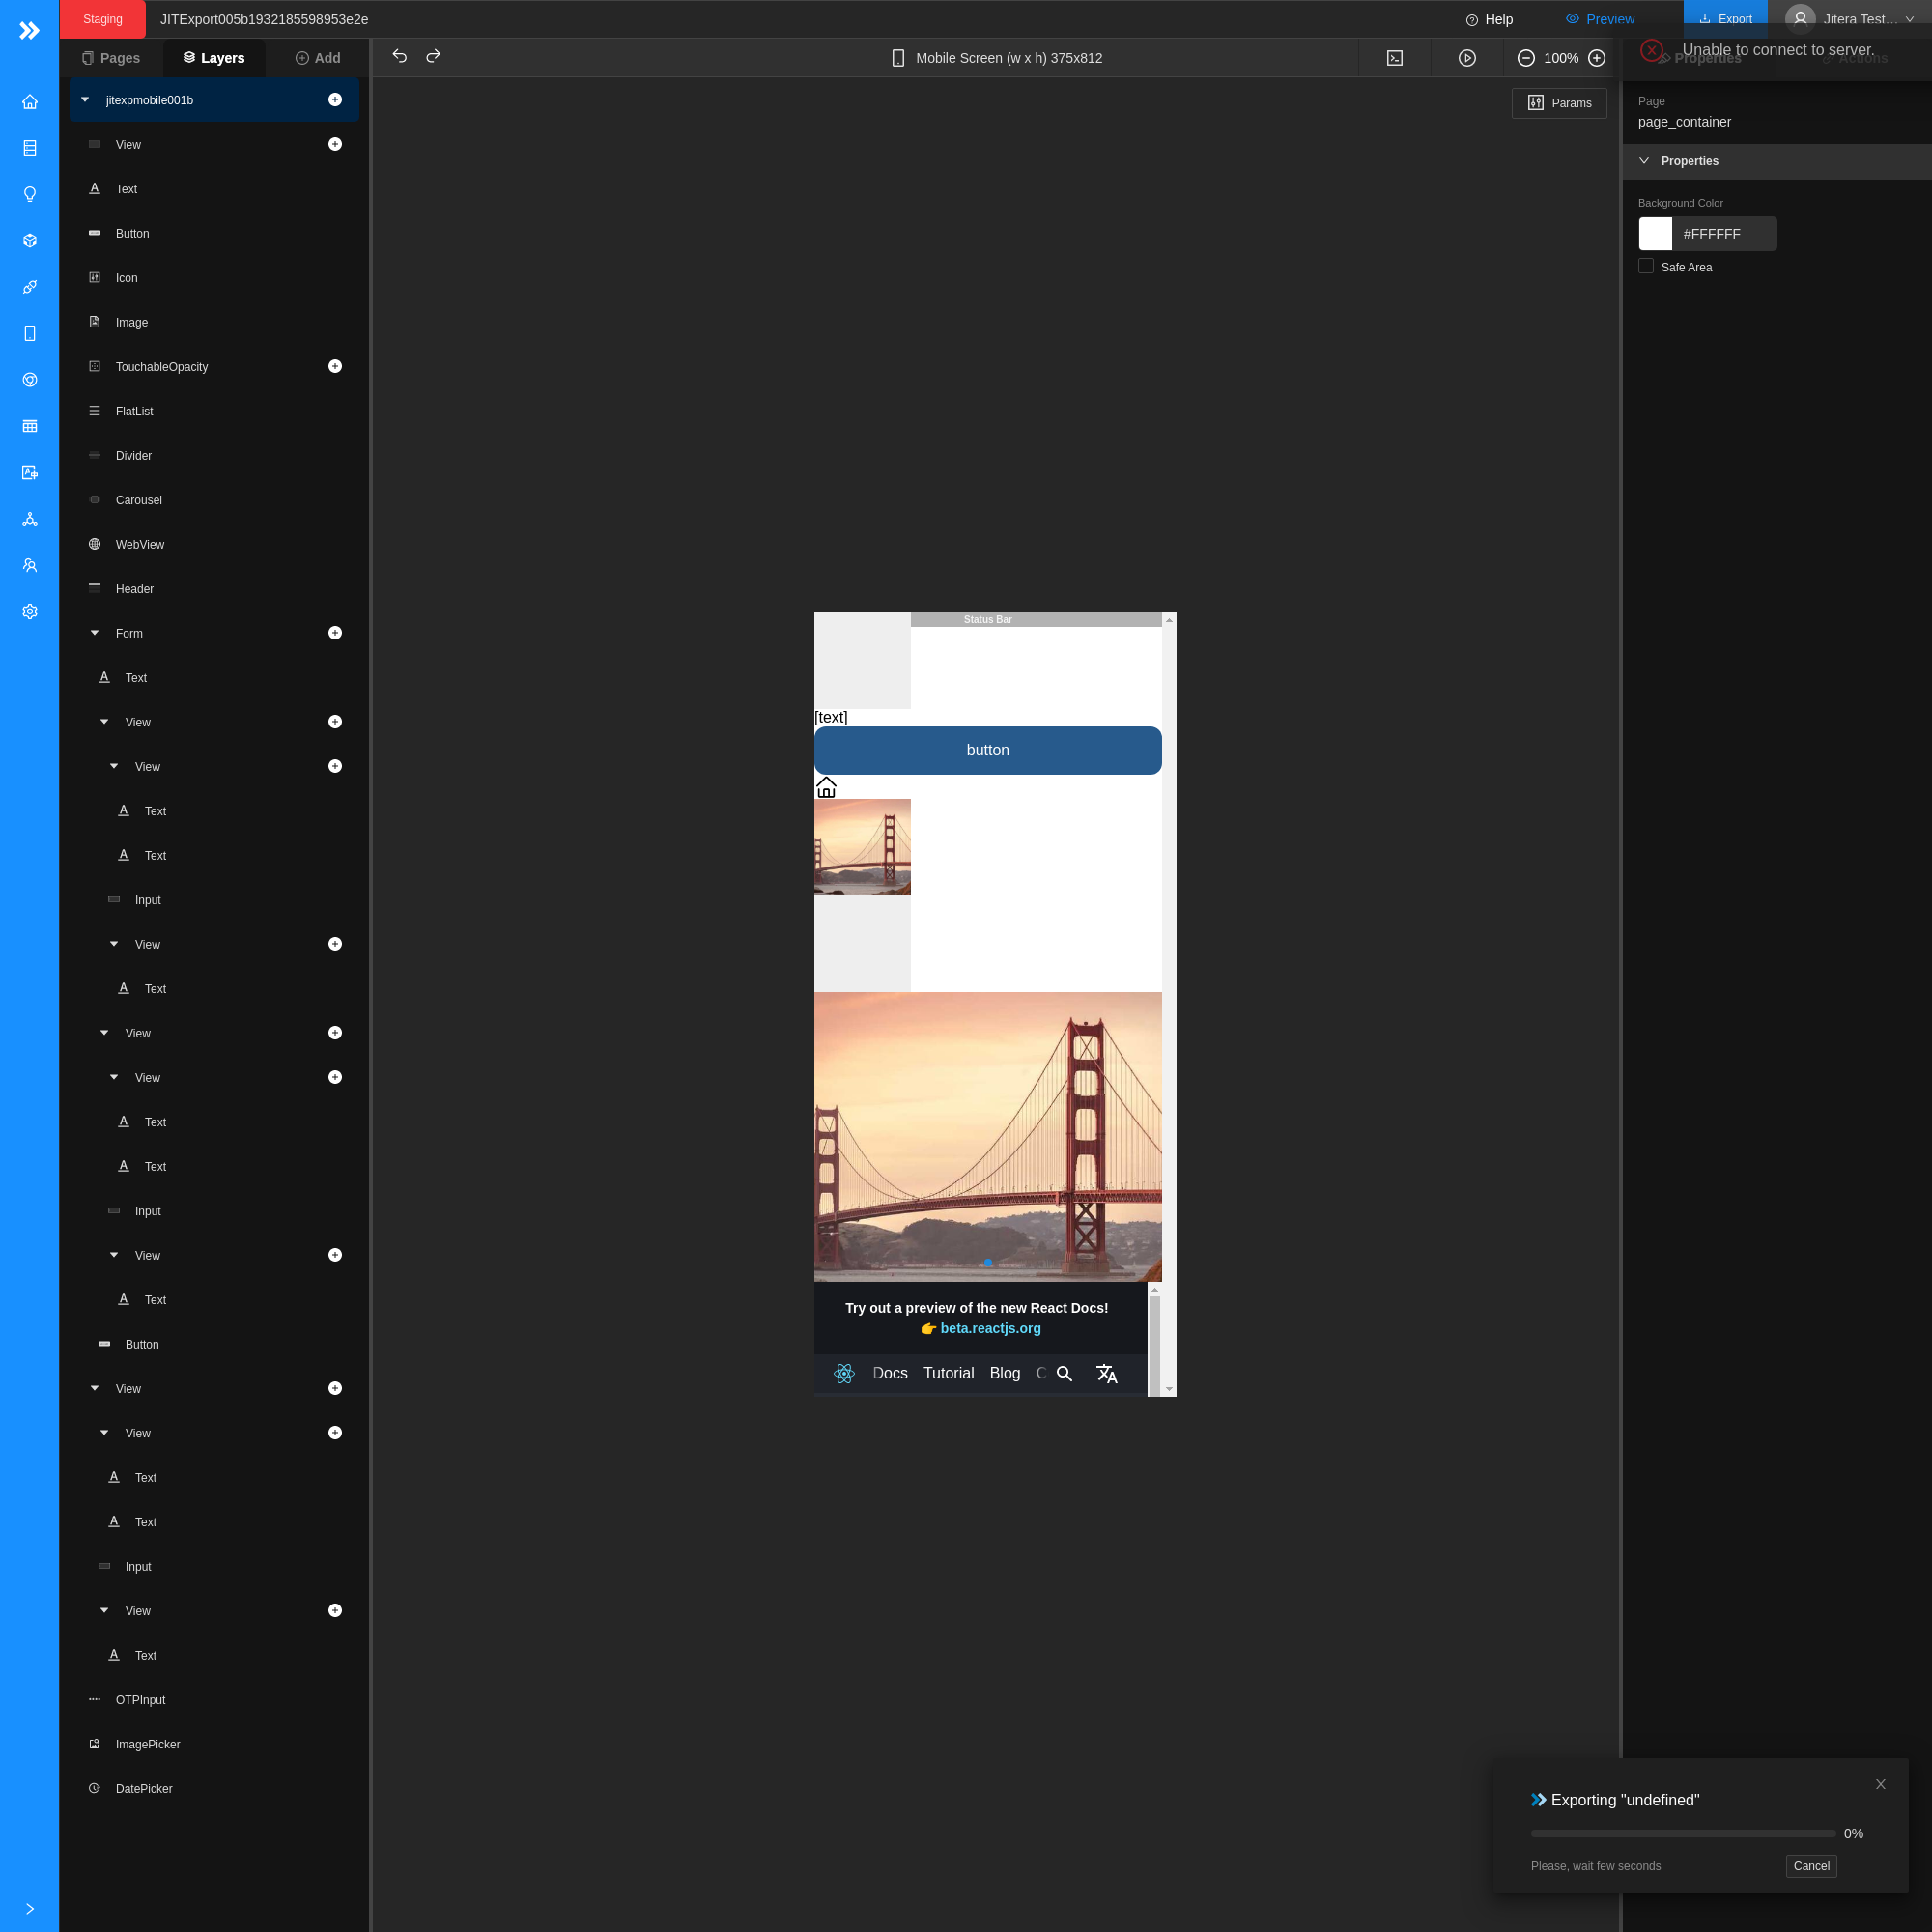 Staging
JITExport005b1932185598953e2e
Help
Preview
Export
Jitera Test...
Unable to connect to server.
Pages
Layers
Add
Mobile Screen (w x h) 375x812
100%
Properties
Actions
Params
jitexpmobile001b
View
Text
Button
Icon
Image
TouchableOpacity
FlatList
Divider
Carousel
WebView
Header
Form
Text
View
View
Text
Text
Input
View
Text
View
View
Text
Text
Input
View
Text
Button
View
View
Text
Text
Input
View
Text
OTPInput
ImagePicker
DatePicker
Status Bar
[text]
button
Try out a preview of the new React Docs!
👉 beta.reactjs.org
Docs Tutorial Blog C
Page
page_container
Properties
Background Color
#FFFFFF
Safe Area
Exporting "undefined"
0%
Please, wait few seconds
Cancel